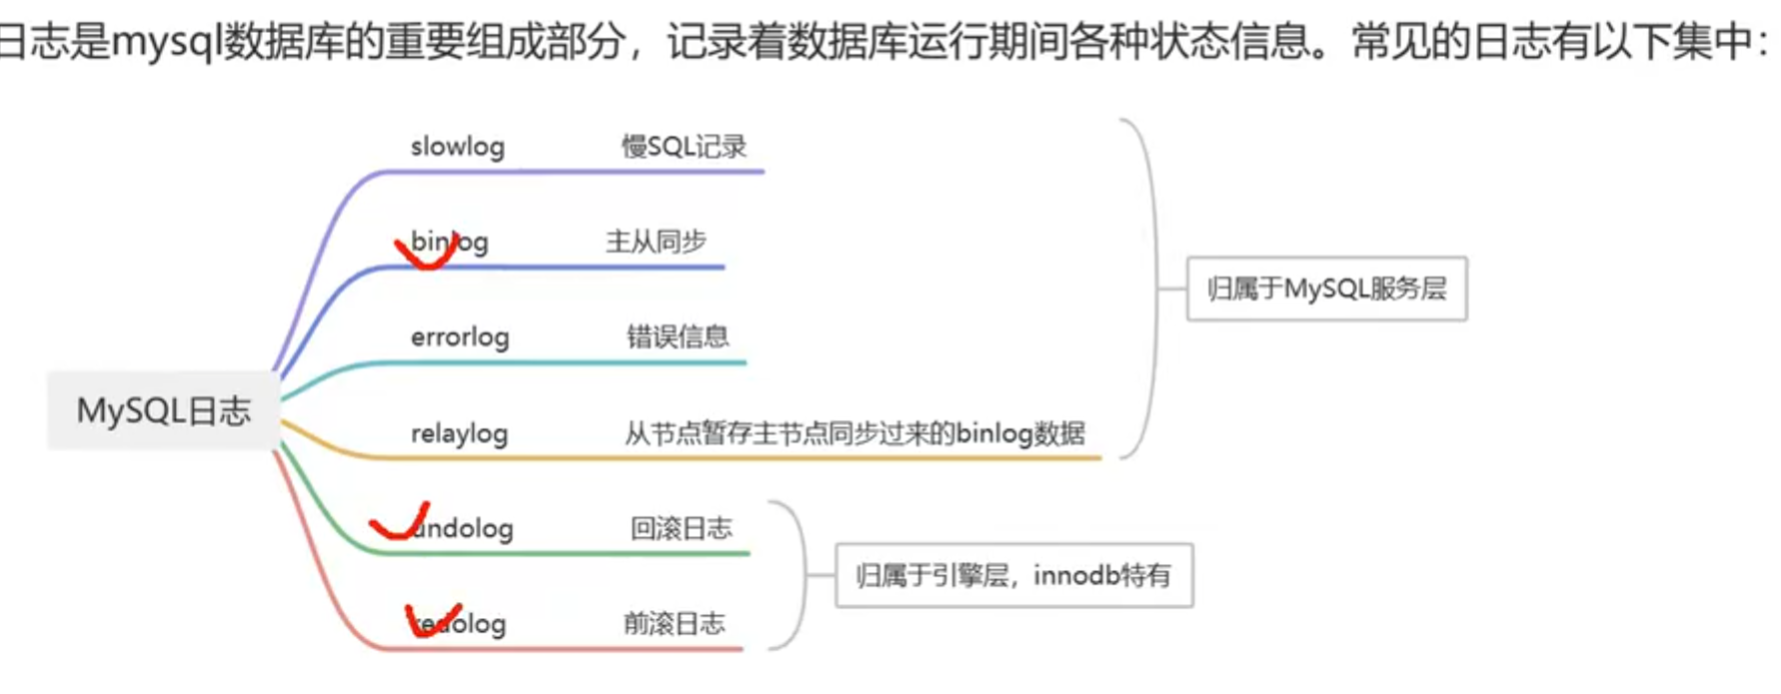 日志是mysql数据库的重要组成部分，记录着数据库运行期间各种状态信息。常见的日志有以下集中：
slowlog 慢SQL记录
binlog 主从同步
归属于MySQL服务层
errorlog 错误信息
MySQL日志
relaylog 从节点暂存主节点同步过来的binlog数据
undolog 回滚日志
归属于引擎层，innodb特有
redolog 前滚日志